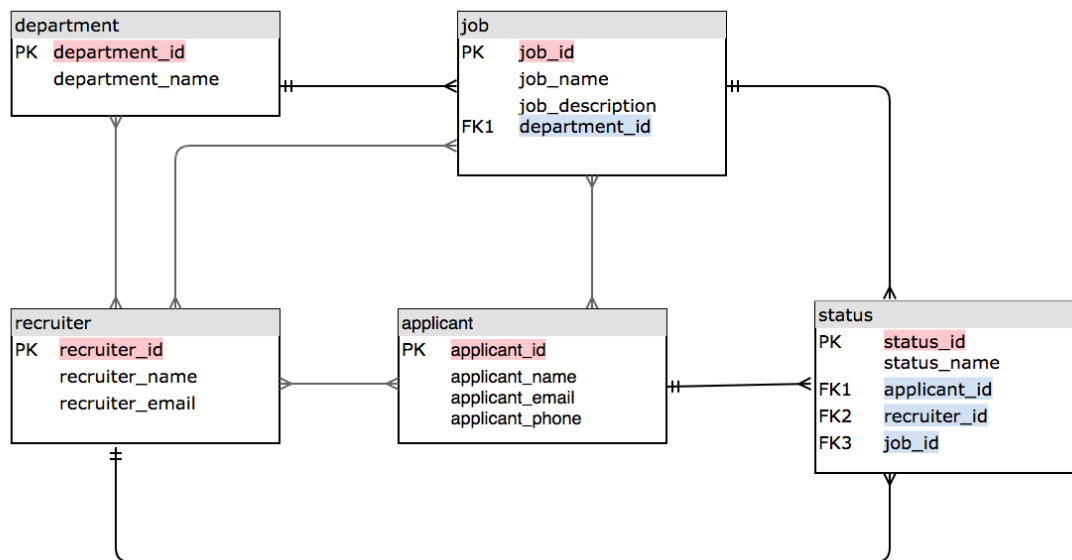 department
PK department_id
department_name
job
PK job_id
job_name
job_description
FK1 department_id
recruiter
PK recruiter_id
recruiter_name
recruiter_email
applicant
PK applicant_id
applicant_name
applicant_email
applicant_phone
status
PK status_id
status_name
FK1 applicant_id
FK2 recruiter_id
FK3 job_id